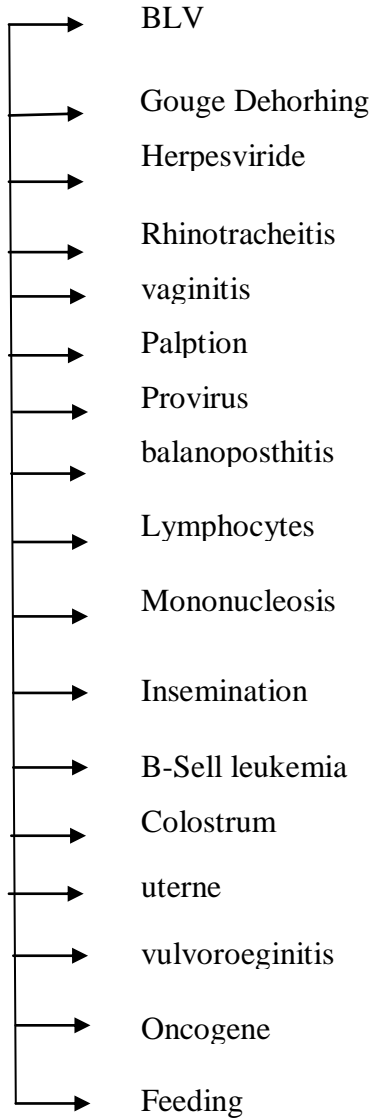 BLV
Gouge Dehorhing
Herpesviride
Rhinotracheitis
vaginitis
Palption
Provirus
balanoposthitis
Lymphocytes
Mononucleosis
Insemination
B-Sell leukemia
Colostrum
uterne
vulvoroeginitis
Oncogene
Feeding